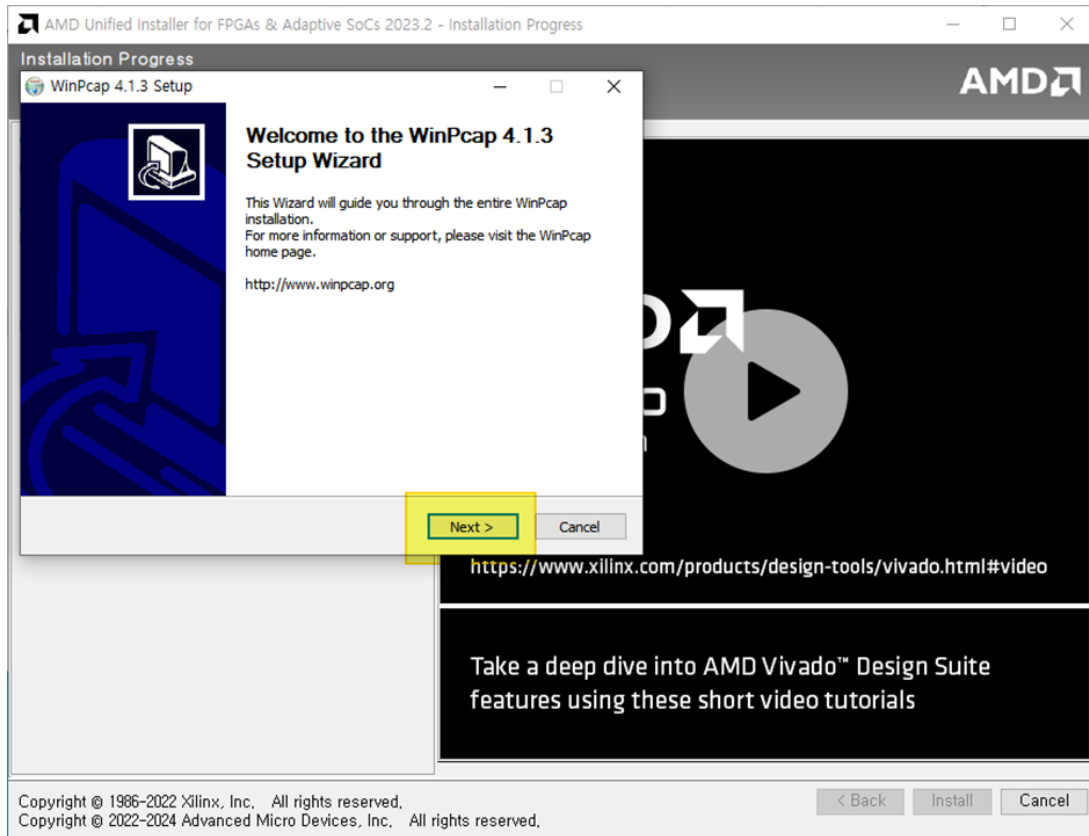 AMD Unified Installer for FPGAs & Adaptive SoCs 2023.2 - Installation Progress
Installation Progress
AMD
WinPcap 4.1.3 Setup
Welcome to the WinPcap 4.1.3
Setup Wizard
This Wizard will guide you through the entire WinPcap
installation.
For more information or support, please visit the WinPcap
home page.
http://www.winpcap.org
Next >
Cancel
https://www.xilinx.com/products/design-tools/vivado.html#video
Take a deep dive into AMD Vivado™ Design Suite
features using these short video tutorials
Copyright © 1986-2022 Xilinx, Inc. All rights reserved.
Copyright © 2022-2024 Advanced Micro Devices, Inc. All rights reserved.
< Back
Install
Cancel